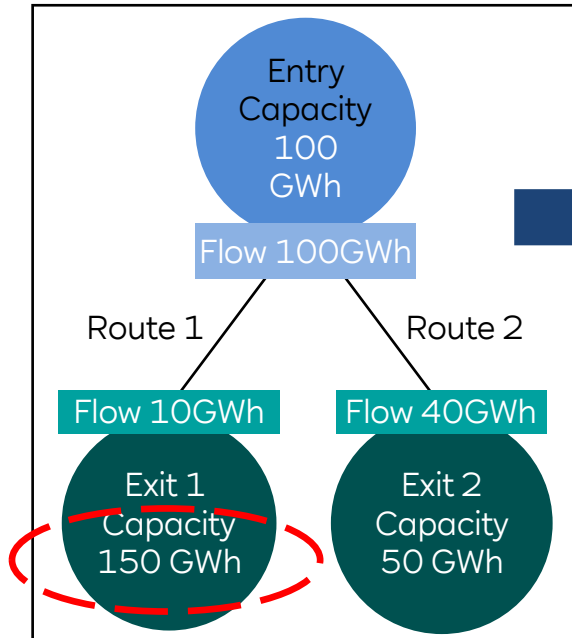 Entry
Capacity
100
GWh
Flow 100GWh
Route 1
Route 2
Flow 10GWh
Flow 40GWh
Exit 1
Capacity
150 GWh
Exit 2
Capacity
50 GWh